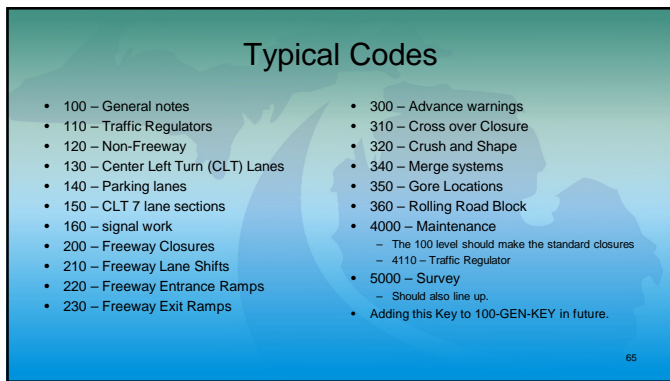 Typical Codes
• 100 – General notes
• 110 – Traffic Regulators
• 120 – Non-Freeway
• 130 – Center Left Turn (CLT) Lanes
• 140 – Parking lanes
• 150 – CLT 7 lane sections
• 160 – signal work
• 200 – Freeway Closures
• 210 – Freeway Lane Shifts
• 220 – Freeway Entrance Ramps
• 230 – Freeway Exit Ramps
• 300 – Advance warnings
• 310 – Cross over Closure
• 320 – Crush and Shape
• 340 – Merge systems
• 350 – Gore Locations
• 360 – Rolling Road Block
• 4000 – Maintenance
– The 100 level should make the standard closures
– 4110 – Traffic Regulator
• 5000 – Survey
– Should also line up.
• Adding this Key to 100-GEN-KEY in future.
65